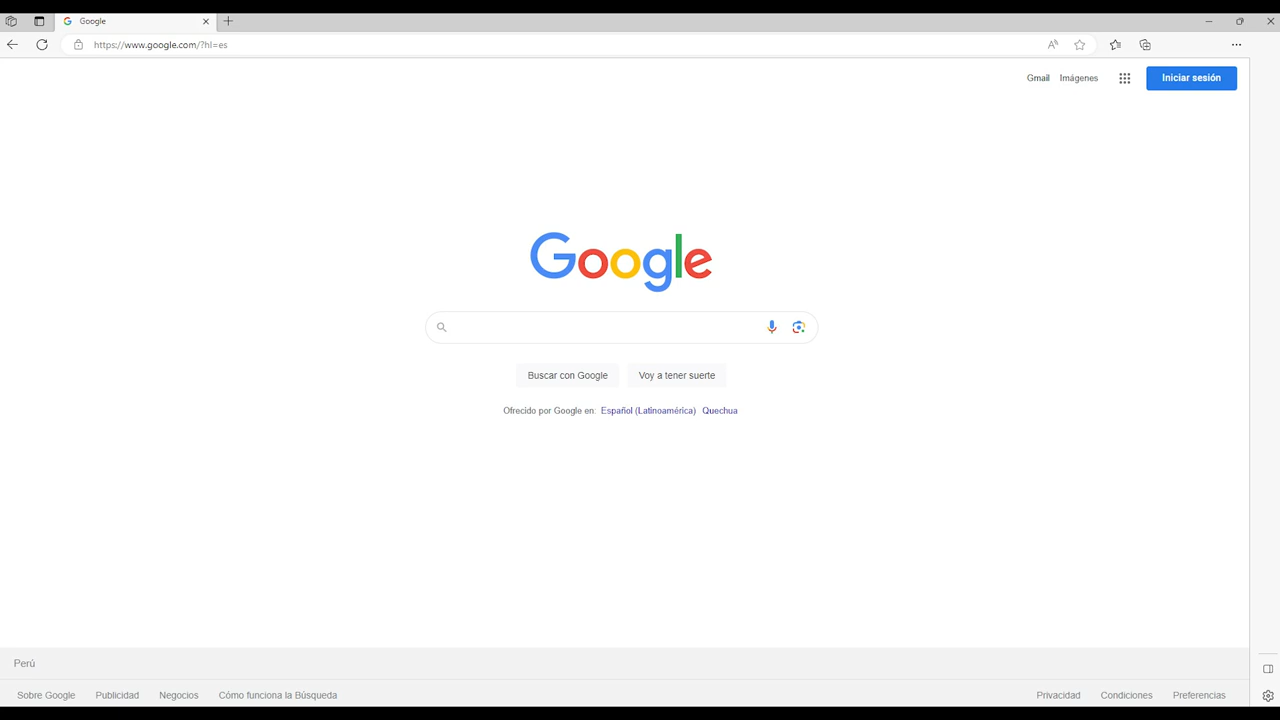 Google
https://www.google.com/?hl=es
Gmail Imágenes Iniciar sesión
Google
Buscar con Google Voy a tener suerte
Ofrecido por Google en: Español (Latinoamérica) Quechua
Perú
Sobre Google Publicidad Negocios Cómo funciona la Búsqueda Privacidad Condiciones Preferencias